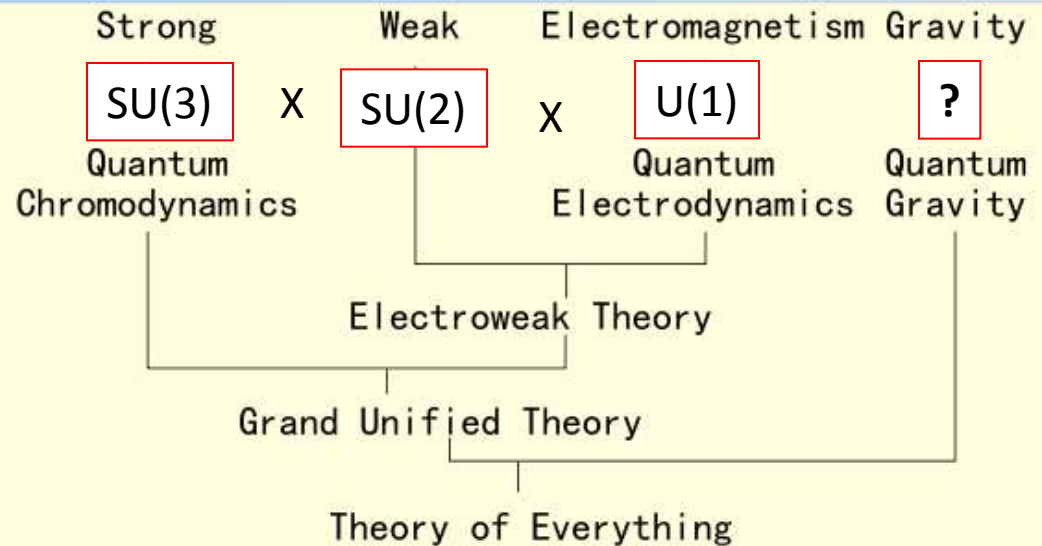 Strong Weak Electromagnetism Gravity
SU(3) X SU(2) X U(1) ?
Quantum Quantum Quantum
Chromodynamics Electrodynamics Gravity
Electroweak Theory
Grand Unified Theory
Theory of Everything